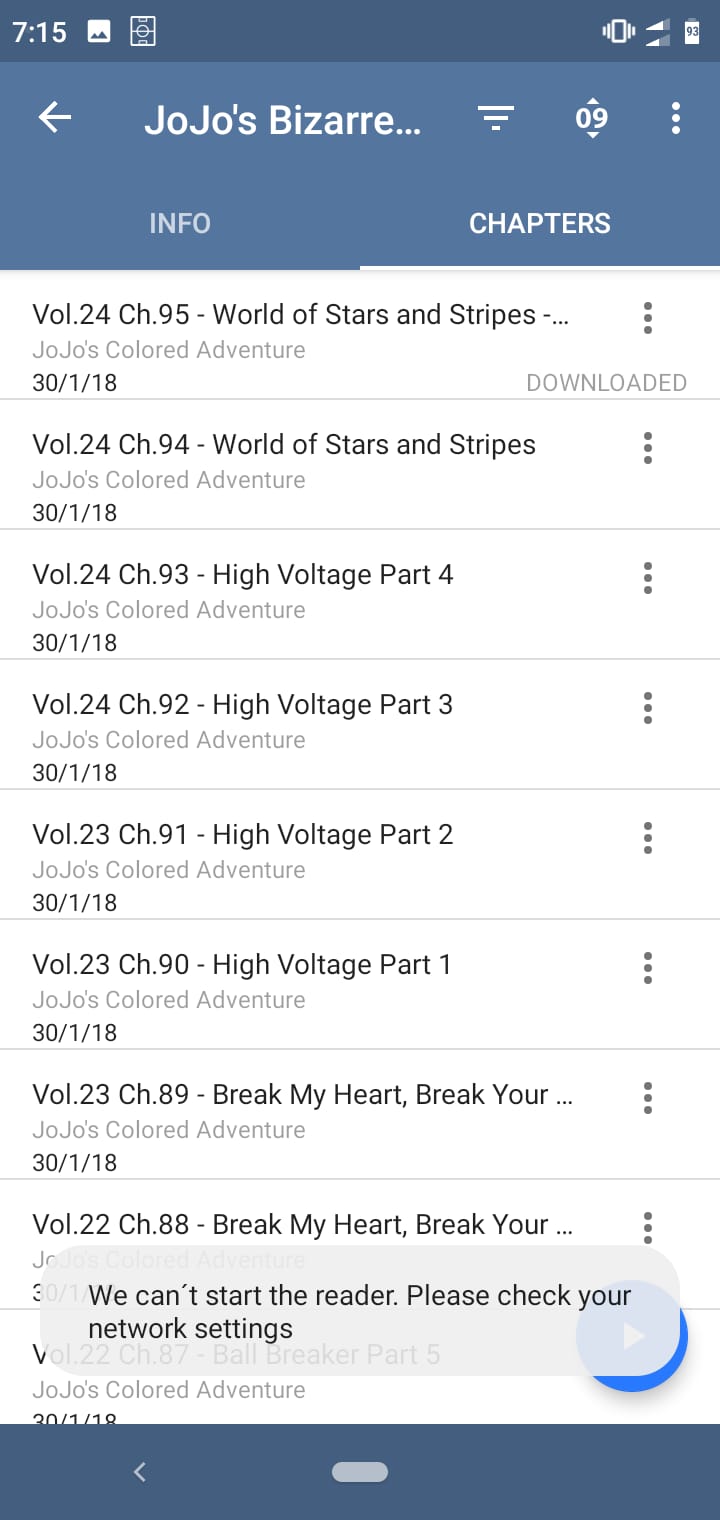 7:15
93
JoJo's Bizarre...
09
INFO
CHAPTERS
Vol.24 Ch.95 - World of Stars and Stripes -...
JoJo's Colored Adventure
30/1/18
DOWNLOADED
Vol.24 Ch.94 - World of Stars and Stripes
JoJo's Colored Adventure
30/1/18
Vol.24 Ch.93 - High Voltage Part 4
JoJo's Colored Adventure
30/1/18
Vol.24 Ch.92 - High Voltage Part 3
JoJo's Colored Adventure
30/1/18
Vol.23 Ch.91 - High Voltage Part 2
JoJo's Colored Adventure
30/1/18
Vol.23 Ch.90 - High Voltage Part 1
JoJo's Colored Adventure
30/1/18
Vol.23 Ch.89 - Break My Heart, Break Your ...
JoJo's Colored Adventure
30/1/18
Vol.22 Ch.88 - Break My Heart, Break Your ...
JoJo's Colored Adventure
30/1/18
We can´t start the reader. Please check your
network settings
Vol.22 Ch.87 - Ball Breaker Part 5
JoJo's Colored Adventure
30/1/18